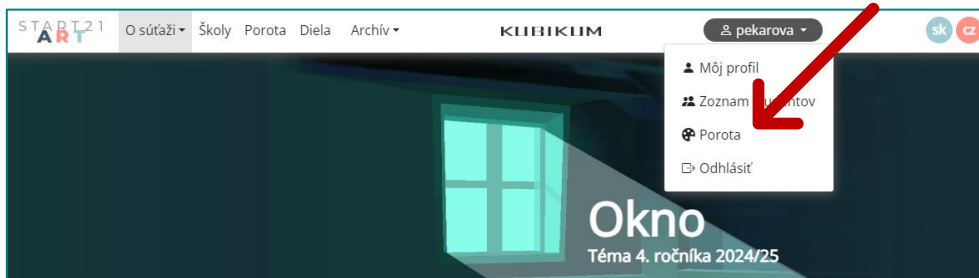 START21
ART
O súťaži Školy Porota Diela Archív KUBIKUM pekarova sk cz
Môj profil
Zoznam
Porota
Odhlásiť
Okno
Téma 4. ročníka 2024/25